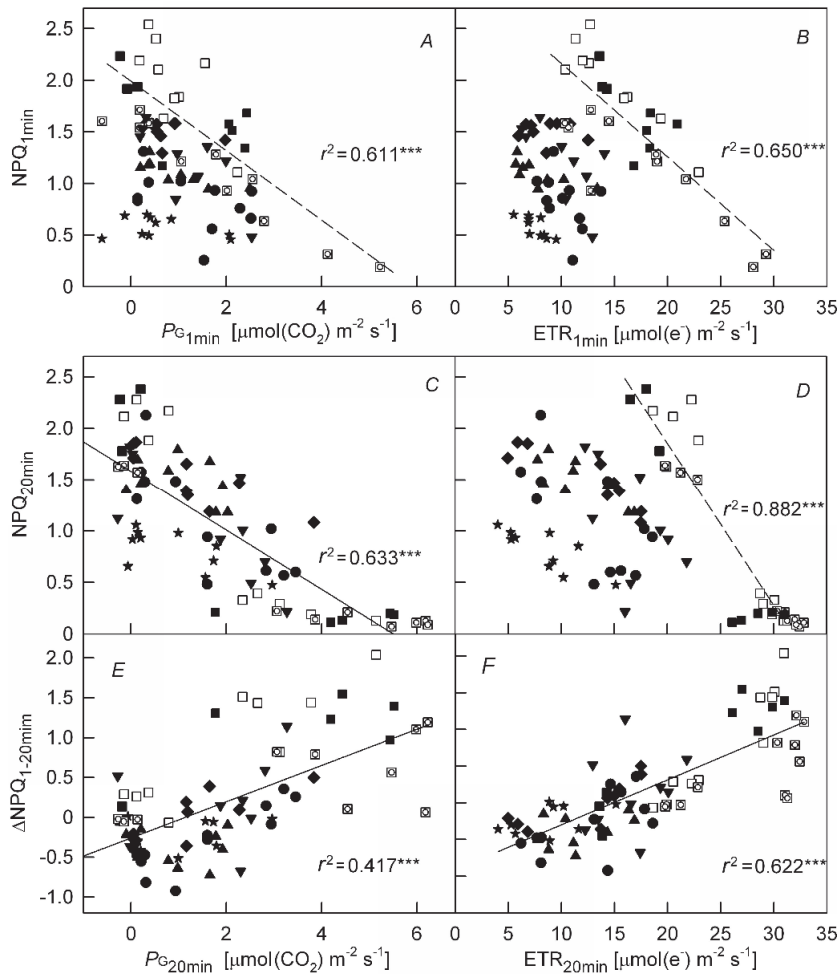 2.5
2.0
1.5
1.0
0.5
0
NPQ1min
A
r2=0.611***
0 2 4 6
PG1min [μmol(CO2) m-2 s-1]
B
r2=0.650***
0 5 10 15 20 25 30 35
ETR1min [μmol(e-) m-2 s-1]
2.5
2.0
1.5
1.0
0.5
0
NPQ20min
C
r2=0.633***
D
r2=0.882***
2.0
1.5
1.0
0.5
0
-0.5
-1.0
ΔNPQ1-20mim
E
r2=0.417***
0 2 4 6
PG20min [μmol(CO2) m-2 s-1]
F
r2=0.622***
0 5 10 15 20 25 30 35
ETR20min [μmol(e-) m-2 s-1]